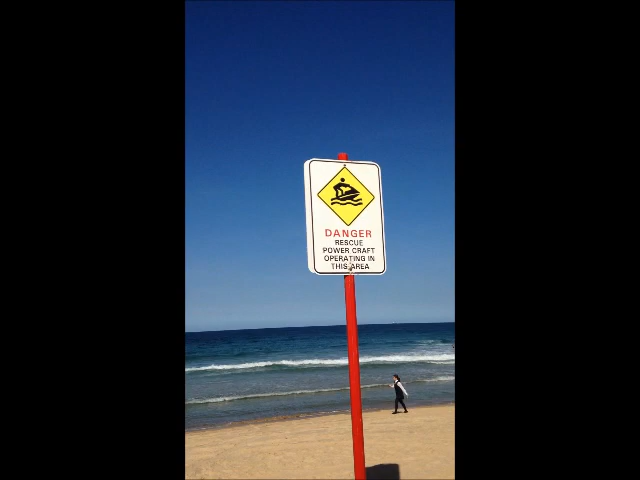 DANGER
RESCUE
POWER CRAFT
OPERATING IN
THIS AREA